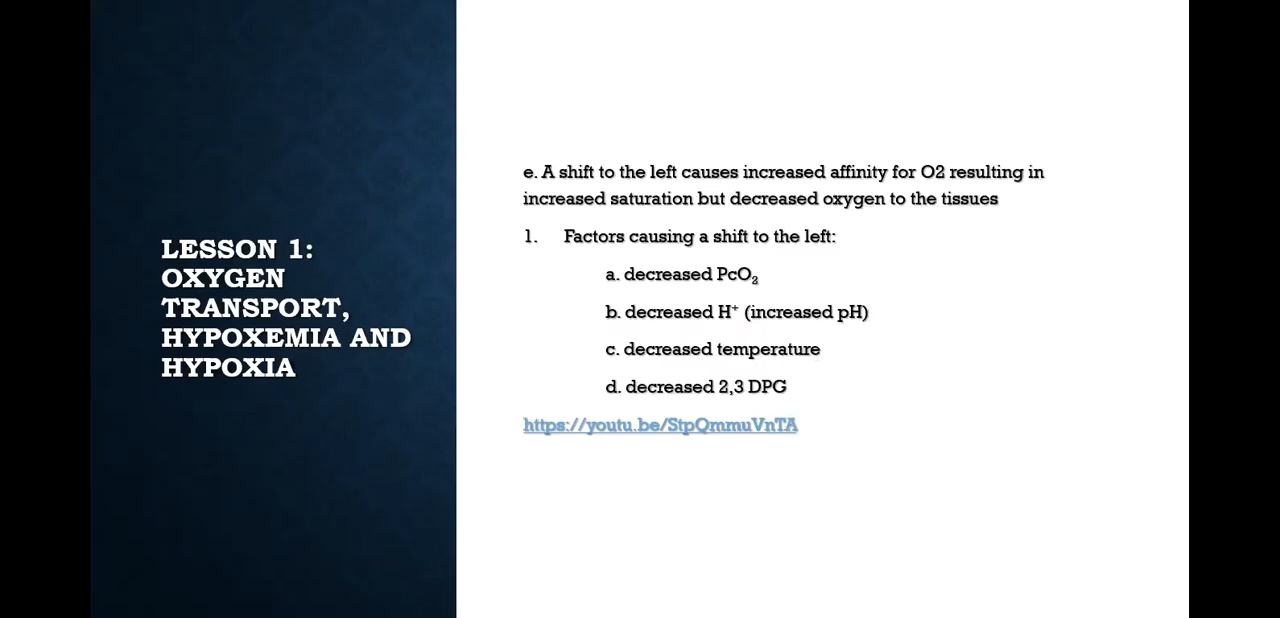 LESSON 1:
OXYGEN
TRANSPORT,
HYPOXEMIA AND
HYPOXIA
e. A shift to the left causes increased affinity for O2 resulting in
increased saturation but decreased oxygen to the tissues
1. Factors causing a shift to the left:
a. decreased PcO₂
b. decreased H⁺ (increased pH)
c. decreased temperature
d. decreased 2,3 DPG
https://youtu.be/StpQmmuVnTA